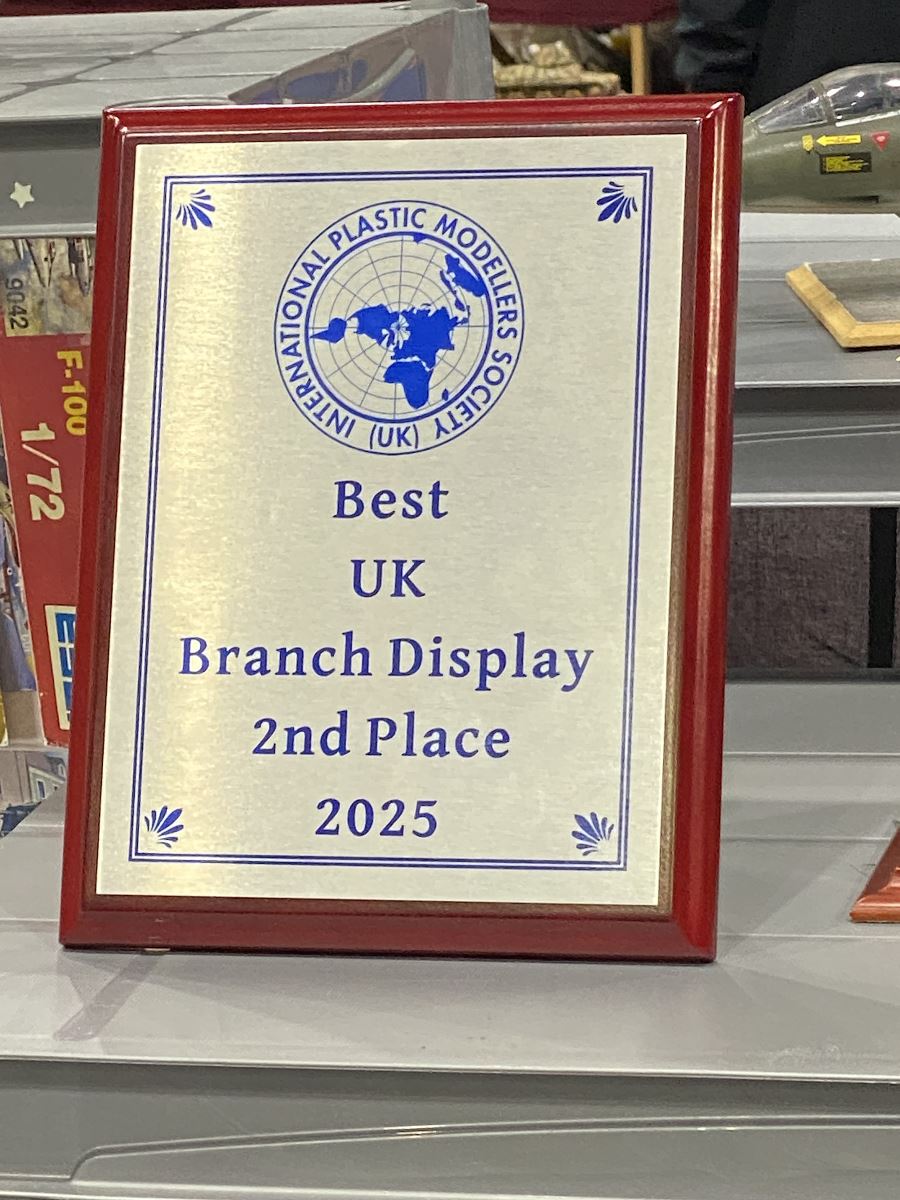 INTERNATIONAL PLASTIC MODELLERS SOCIETY
(UK)
Best
UK
Branch Display
2nd Place
2025
9042
F-100
1/72